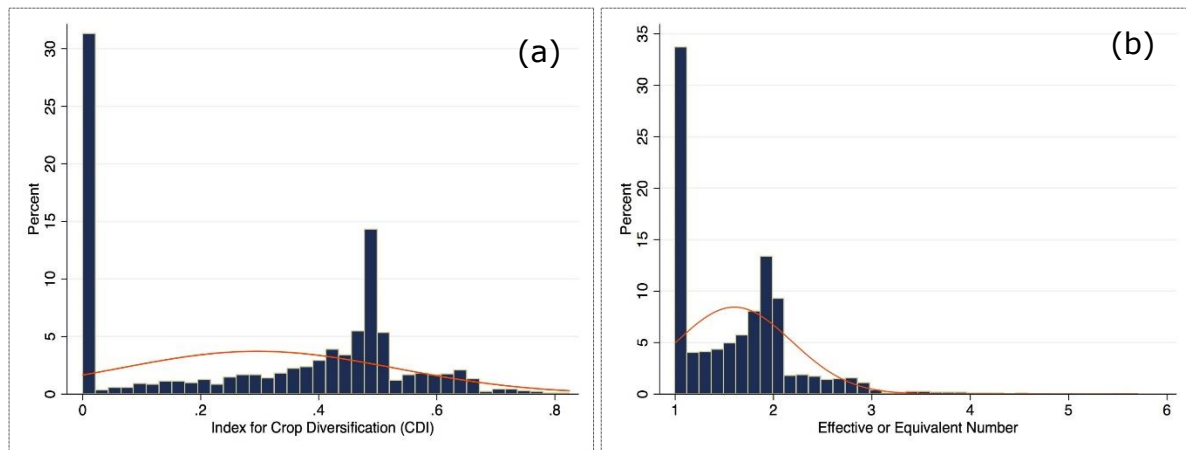 (a)
Percent
30
25
20
15
10
5
0
0 .2 .4 .6 .8
Index for Crop Diversification (CDI)
(b)
Percent
35
30
25
20
15
10
5
0
1 2 3 4 5 6
Effective or Equivalent Number